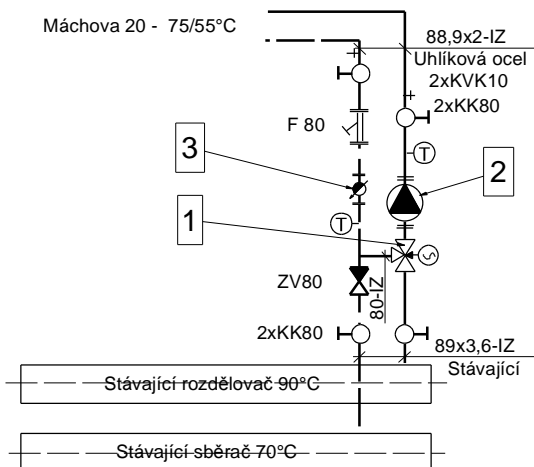 Máchova 20 - 75/55°C
88,9x2-IZ
Uhlíková ocel
2xKVK10
2xKK80
F 80
T
3
2
1
T
S
ZV80
80-IZ
2xKK80
89x3,6-IZ
Stávající
Stávající rozdělovač 90°C
Stávající sběrač 70°C